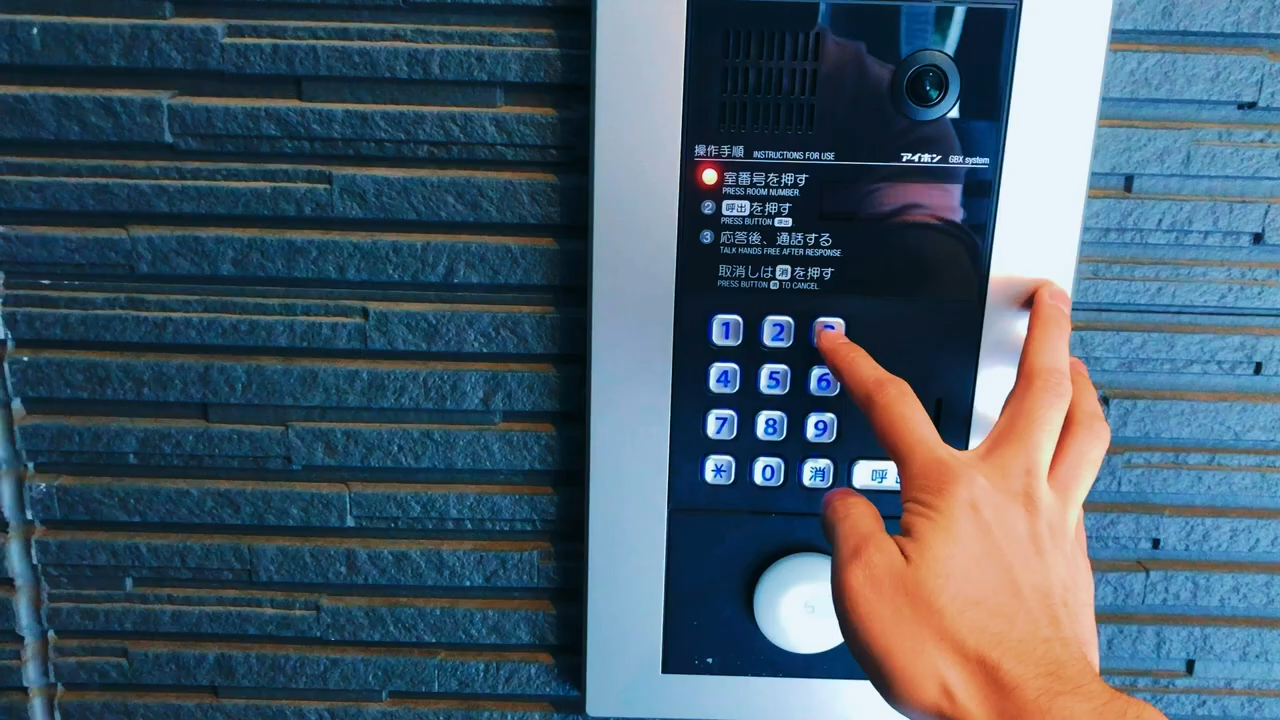 操作手順 INSTRUCTIONS FOR USE アイホン GBX system
室番号を押す
PRESS ROOM NUMBER.
② 呼出を押す
PRESS BUTTON 呼出.
③ 応答後、通話する
TALK HANDS FREE AFTER RESPONSE.
取消しは消を押す
PRESS BUTTON 消 TO CANCEL.
1 2
4 5 6
7 8 9
* 0 消 呼